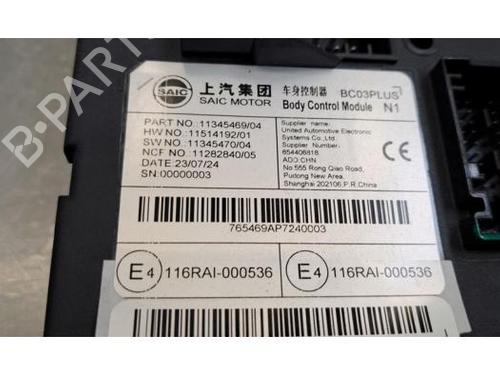 SAIC
上汽集团
SAIC MOTOR
车身控制器
Body Control Module
BC03PLUS
N1
PART NO.:11345469/04
HW NO.:11514192/01
SW NO.:11345470/04
NCF NO.:11282840/05
DATE:23/07/24
SN:00000003
Supplier name:
United Automotive Electronic
Systems Co.,Ltd.
Supplier Number:
654406818
ADD:CHN
No.555 Rong Qiao Road,
Pudong New Area,
Shanghai 202106,P.R.China
CE
765469AP7240003
E4 116RAI-000536
E4 116RAI-000536